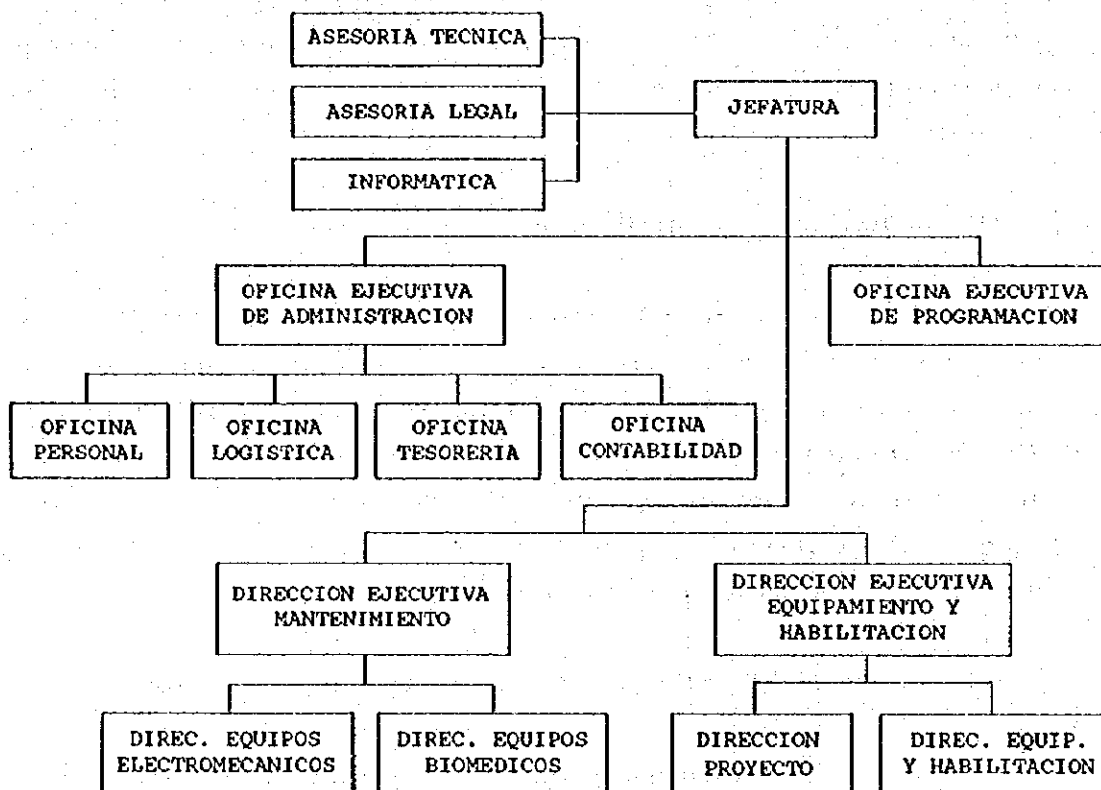 ASESORIA TECNICA
ASESORIA LEGAL
JEFATURA
INFORMATICA
OFICINA EJECUTIVA
DE ADMINISTRACION
OFICINA EJECUTIVA
DE PROGRAMACION
OFICINA
PERSONAL
OFICINA
LOGISTICA
OFICINA
TESORERIA
OFICINA
CONTABILIDAD
DIRECCION EJECUTIVA
MANTENIMIENTO
DIRECCION EJECUTIVA
EQUIPAMIENTO Y
HABILITACION
DIREC. EQUIPOS
ELECTROMECANICOS
DIREC. EQUIPOS
BIOMEDICOS
DIRECCION
PROYECTO
DIREC. EQUIP.
Y HABILITACION